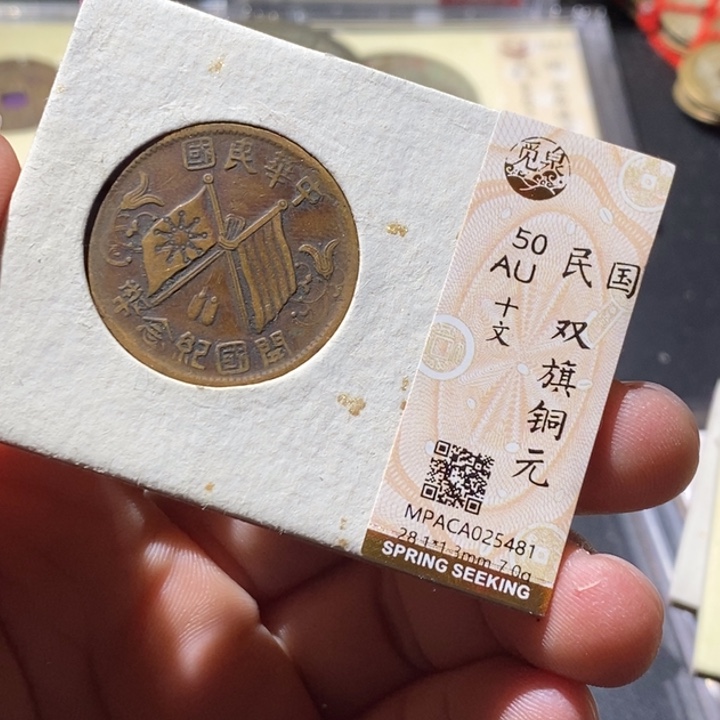 中華民國
開國紀念幣
覓泉
50
AU
十文
民国
双旗铜元
MPACA025481
28.1*1.3mm 7.0g
SPRING SEEKING